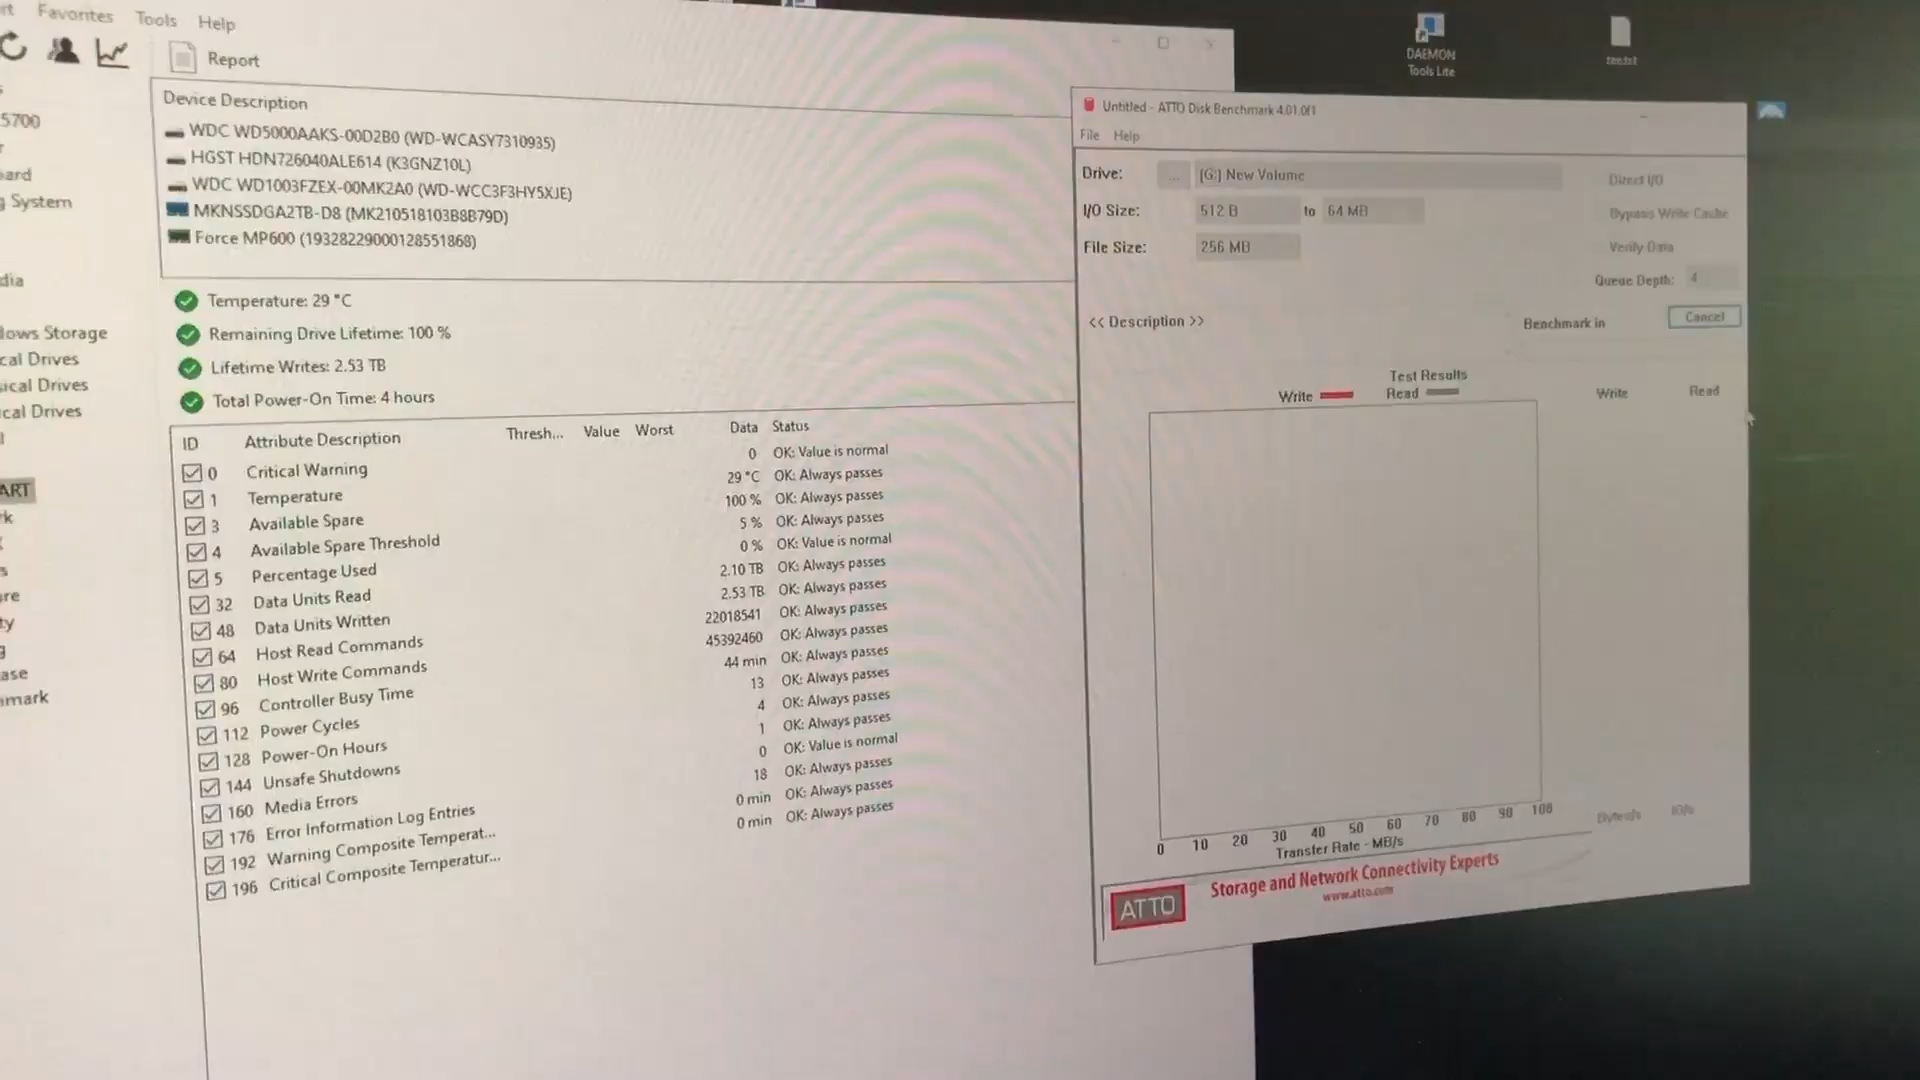 Favorites Tools Help
Report
5700
ard
g System
dia
lows Storage
cal Drives
sical Drives
ical Drives
ART
rk
re
ty
ase
mark
Device Description
WDC WD5000AAKS-00D2B0 (WD-WCASY7310935)
HGST HDN726040ALE614 (K3GNZ10L)
WDC WD1003FZEX-00MK2A0 (WD-WCC3F3HY5XJE)
MKNSSDGA2TB-D8 (MK210518103B8B79D)
Force MP600 (19328229000128551868)
Temperature: 29 °C
Remaining Drive Lifetime: 100 %
Lifetime Writes: 2.53 TB
Total Power-On Time: 4 hours
ID Attribute Description Thresh... Value Worst Data Status
0 Critical Warning 0 OK: Value is normal
1 Temperature 29 °C OK: Always passes
3 Available Spare 100 % OK: Always passes
4 Available Spare Threshold 5 % OK: Always passes
5 Percentage Used 0 % OK: Value is normal
32 Data Units Read 2.10 TB OK: Always passes
48 Data Units Written 2.53 TB OK: Always passes
64 Host Read Commands 22018541 OK: Always passes
80 Host Write Commands 45392460 OK: Always passes
96 Controller Busy Time 44 min OK: Always passes
112 Power Cycles 13 OK: Always passes
128 Power-On Hours 4 OK: Always passes
144 Unsafe Shutdowns 1 OK: Always passes
160 Media Errors 0 OK: Value is normal
176 Error Information Log Entries 18 OK: Always passes
192 Warning Composite Temperat... 0 min OK: Always passes
196 Critical Composite Temperatur... 0 min OK: Always passes
DAEMON
Tools Lite
Untitled - ATTO Disk Benchmark 4.01.0f1
File Help
Drive: ... (G:) New Volume
I/O Size: 512 B to 64 MB
File Size: 256 MB
Direct I/O
Bypass Write Cache
Verify Data
Queue Depth: 4
<< Description >>
Benchmark in
Cancel
Test Results
Write Read
Write Read
0 10 20 30 40 50 60 70 80 90 100
Transfer Rate - MB/s
Bytes/s IO/s
ATTO
Storage and Network Connectivity Experts
www.atto.com